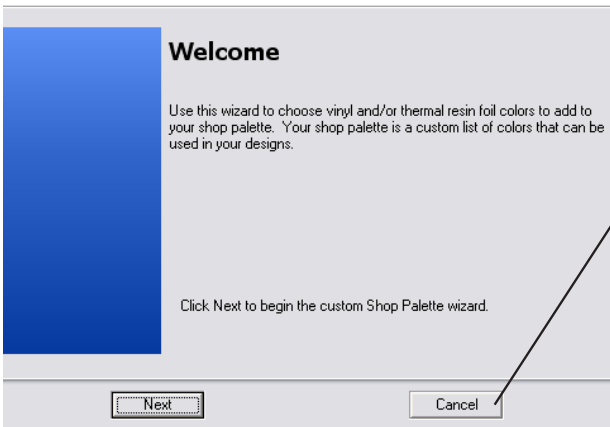 Welcome
Use this wizard to choose vinyl and/or thermal resin foil colors to add to
your shop palette.  Your shop palette is a custom list of colors that can be
used in your designs.
Click Next to begin the custom Shop Palette wizard.
Next
Cancel